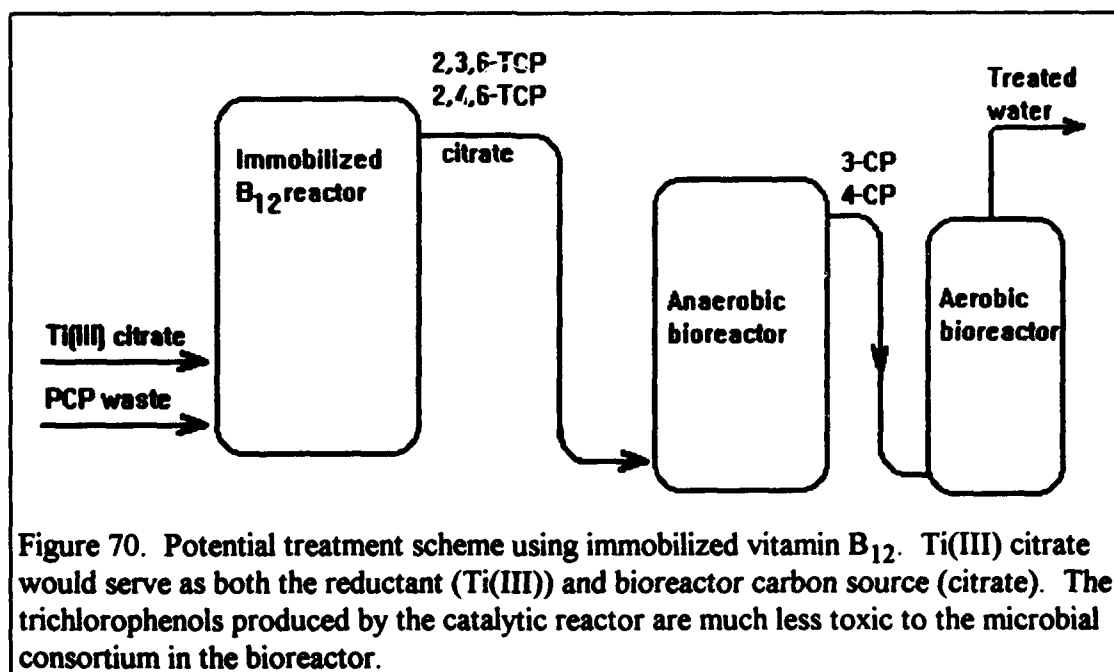 2,3,6-TCP
2,4,6-TCP
citrate
Immobilized
B12 reactor
Ti(III) citrate
PCP waste
Anaerobic
bioreactor
3-CP
4-CP
Aerobic
bioreactor
Treated
water
Figure 70. Potential treatment scheme using immobilized vitamin B12. Ti(III) citrate
would serve as both the reductant (Ti(III)) and bioreactor carbon source (citrate). The
trichlorophenols produced by the catalytic reactor are much less toxic to the microbial
consortium in the bioreactor.